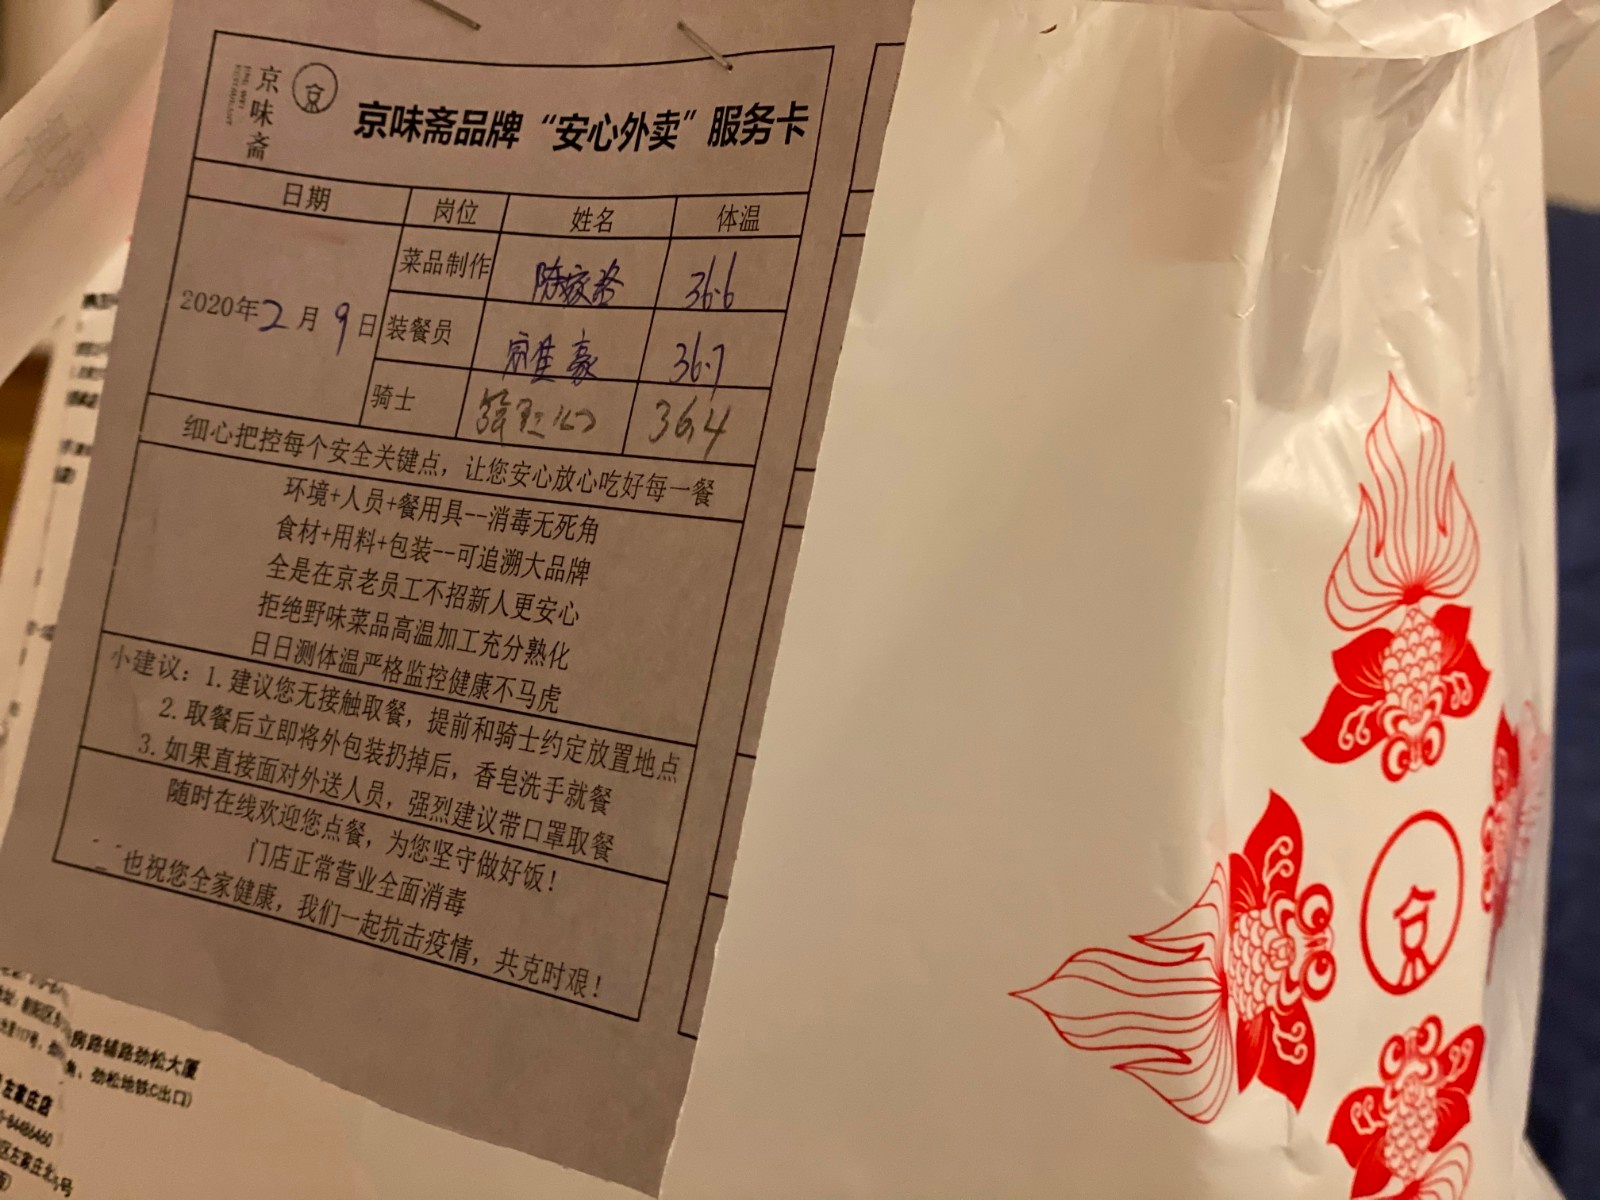 京味斋
京
京味斋品牌“安心外卖”服务卡
日期 岗位 姓名 体温
2020年2月9日
菜品制作 36.6
装餐员 36.7
骑士 36.4
细心把控每个安全关键点，让您安心放心吃好每一餐
环境+人员+餐用具--消毒无死角
食材+用料+包装--可追溯大品牌
全是在京老员工不招新人更安心
拒绝野味菜品高温加工充分熟化
日日测体温严格监控健康不马虎
小建议：1.建议您无接触取餐，提前和骑士约定放置地点
2.取餐后立即将外包装扔掉后，香皂洗手就餐
3.如果直接面对外送人员，强烈建议带口罩取餐
随时在线欢迎您点餐，为您坚守做好饭！
门店正常营业全面消毒
也祝您全家健康，我们一起抗击疫情，共克时艰！
房路辅路劲松大厦
劲松地铁C出口)
左家庄店
84486460
区左家庄北
京